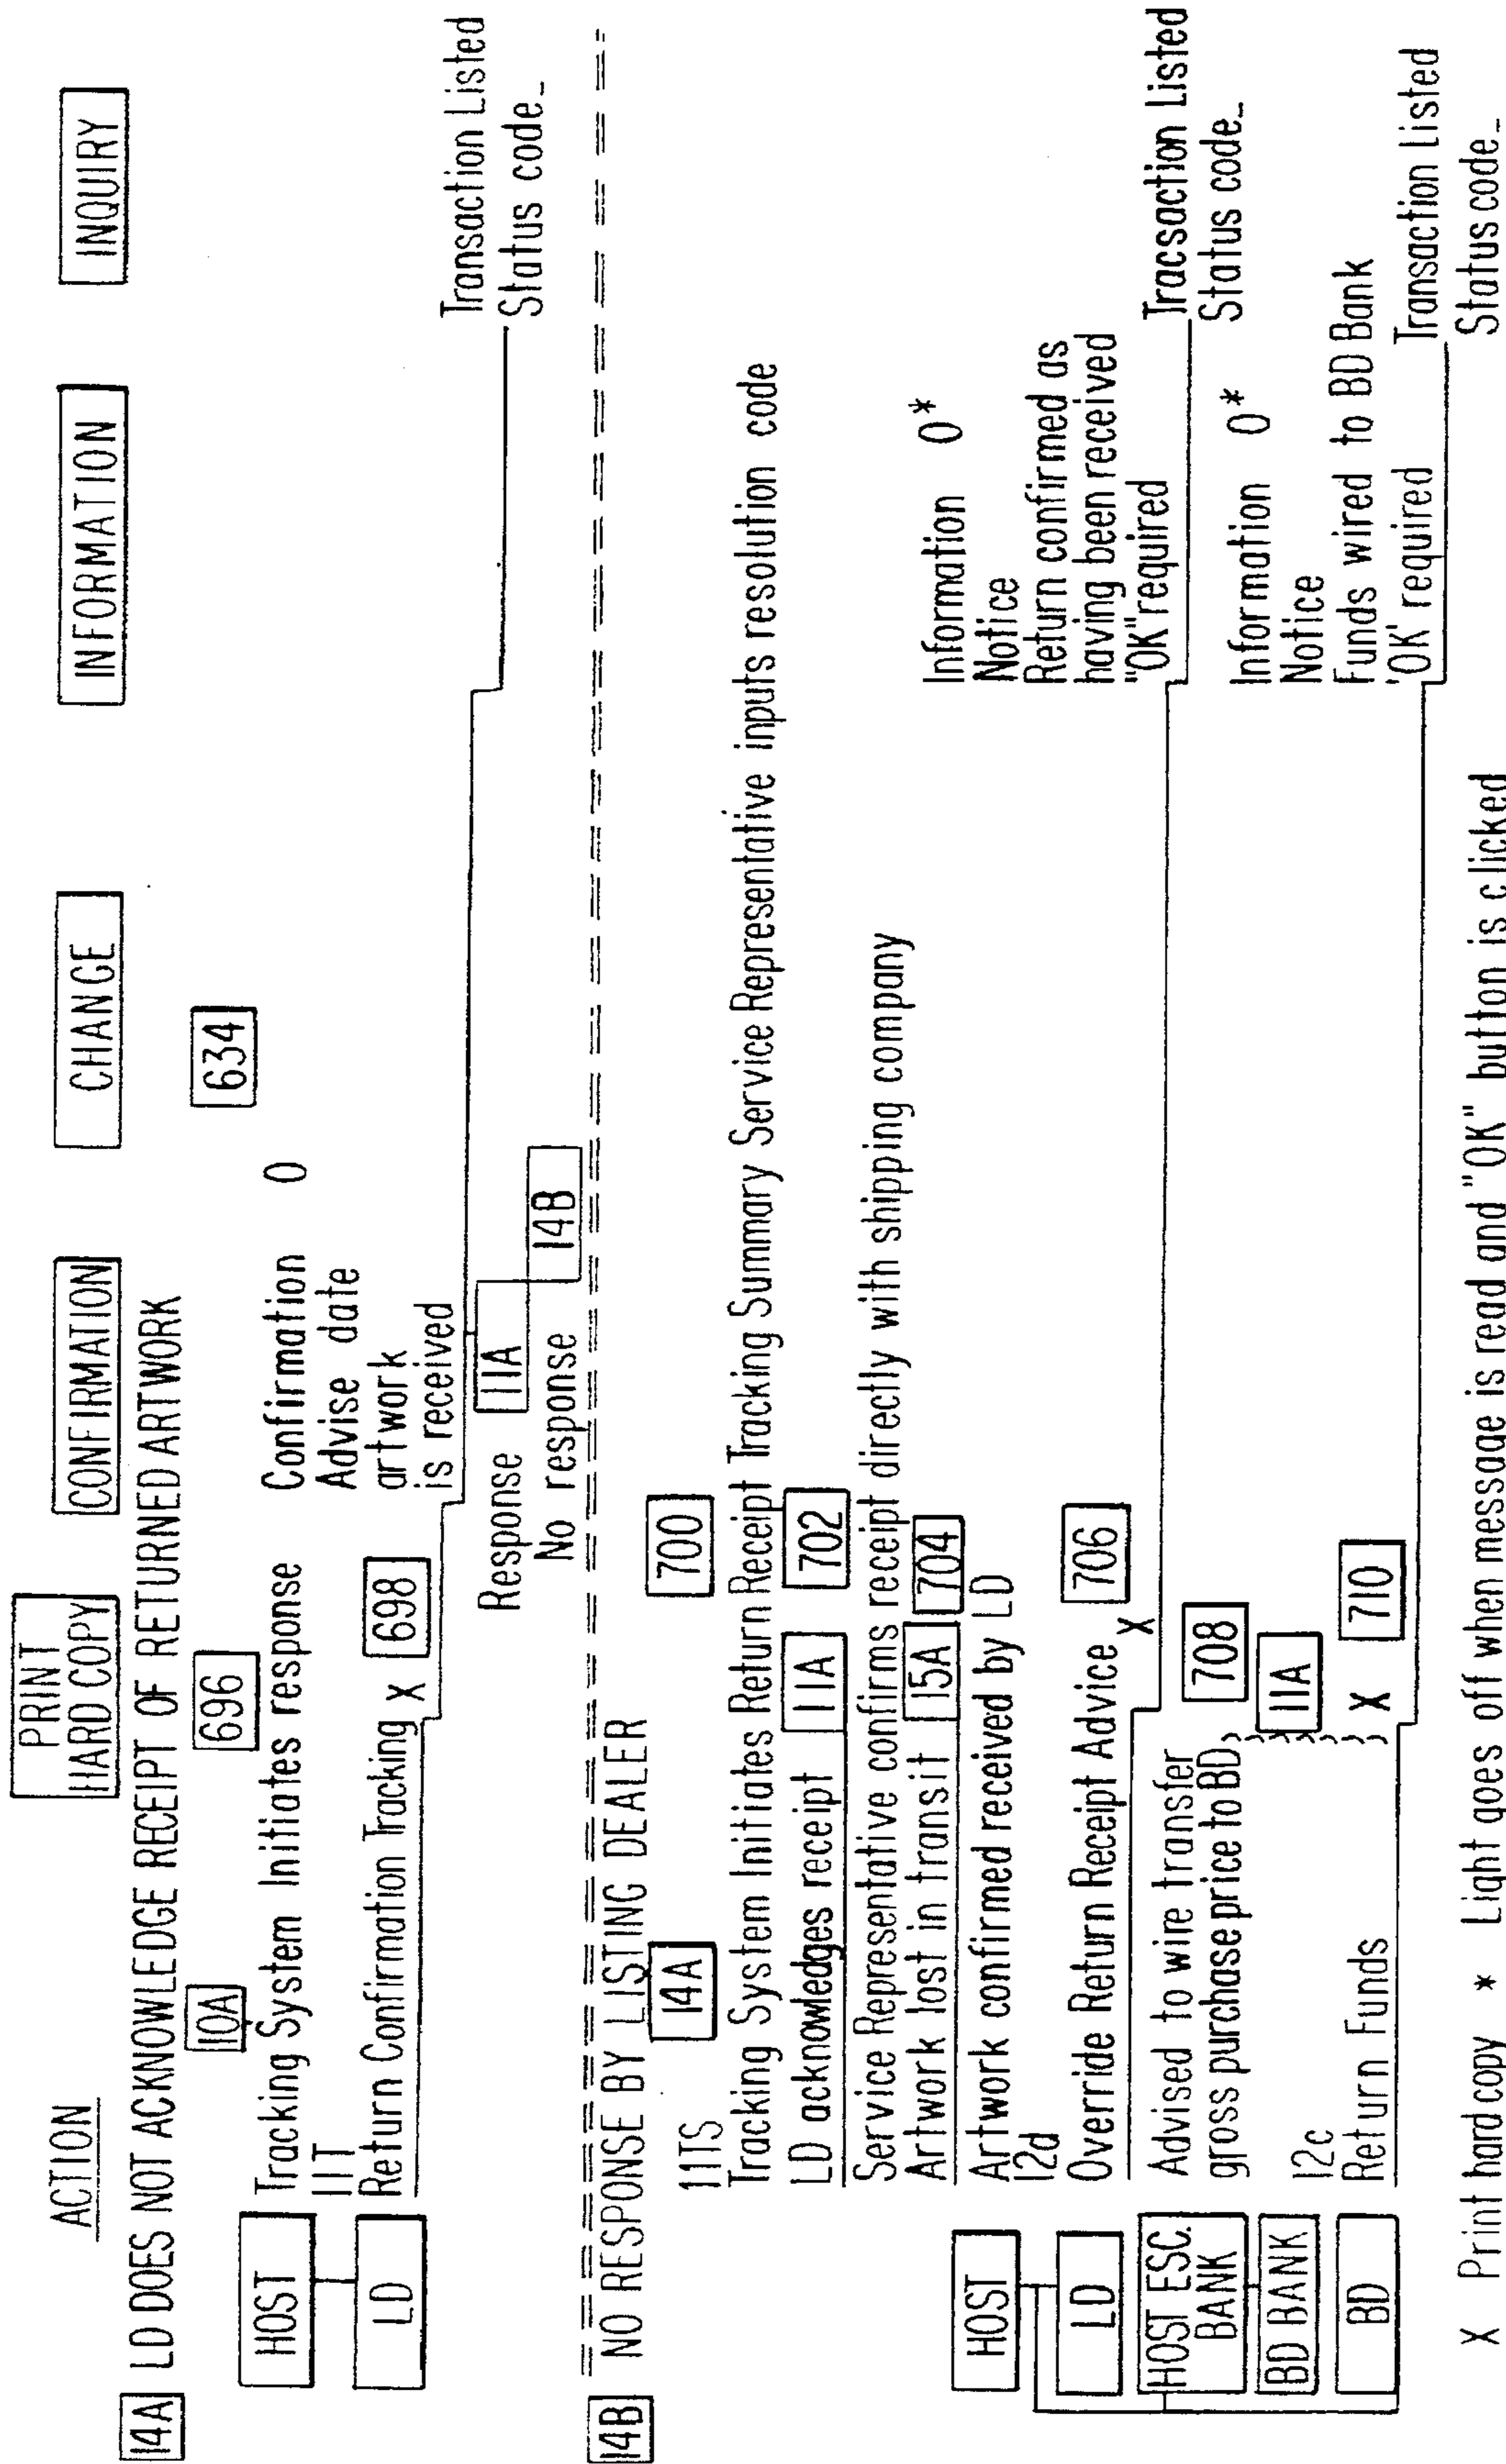 ACTION
PRINT
HARD COPY
CONFIRMATION
CHANGE
INFORMATION
INQUIRY
14A LD DOES NOT ACKNOWLEDGE RECEIPT OF RETURNED ARTWORK
10A
696
634
HOST
Tracking System Initiates response
11T
Confirmation 0
Advise date
artwork
is received
LD
Return Confirmation Tracking X 698
Transaction Listed
Status code_
Response 11A
No response 14B
14B NO RESPONSE BY LISTING DEALER
14A
700
11TS
Tracking System Initiates Return Receipt Tracking Summary Service Representative inputs resolution code
LD acknowledges receipt 11A 702
Service Representative confirms receipt directly with shipping company
Artwork lost in transit 15A 704
HOST
Artwork confirmed received by LD
12d
Information 0*
Notice
Return confirmed as
having been received
"OK" required
LD
Override Return Receipt Advice X 706
Tracsaction Listed
Status code_
HOST ESC.
BANK
Advised to wire transfer
gross purchase price to BD
708
BD BANK
11A
Information 0*
Notice
Funds wired to BD Bank
'OK' required
BD
12c
Return Funds X 710
Transaction Listed
Status code_
X Print hard copy * Light goes off when message is read and "OK" button is clicked